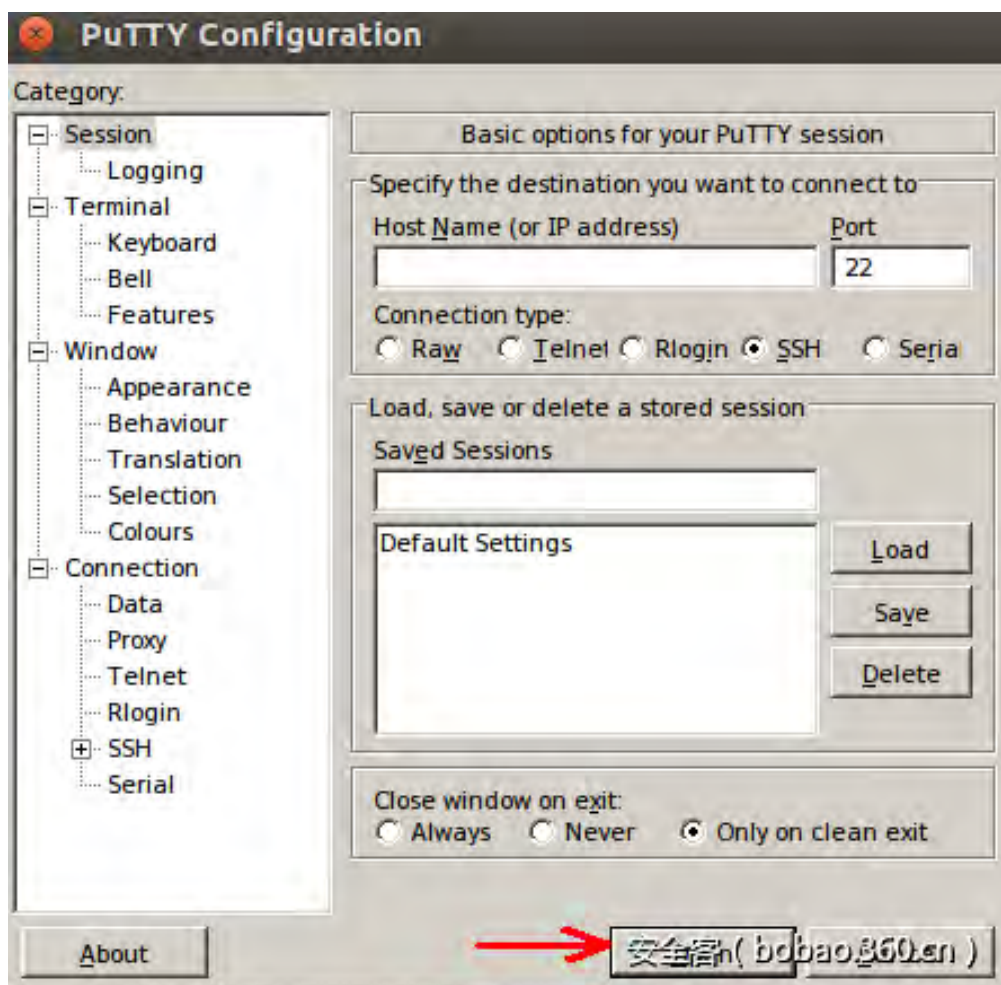 PuTTY Configuration
Category:
Session
Logging
Terminal
Keyboard
Bell
Features
Window
Appearance
Behaviour
Translation
Selection
Colours
Connection
Data
Proxy
Telnet
Rlogin
SSH
Serial
Basic options for your PuTTY session
Specify the destination you want to connect to
Host Name (or IP address) Port
22
Connection type:
Raw Telnet Rlogin SSH Serial
Load, save or delete a stored session
Saved Sessions
Default Settings
Load
Save
Delete
Close window on exit:
Always Never Only on clean exit
About
安全客 ( bobao.360.cn )